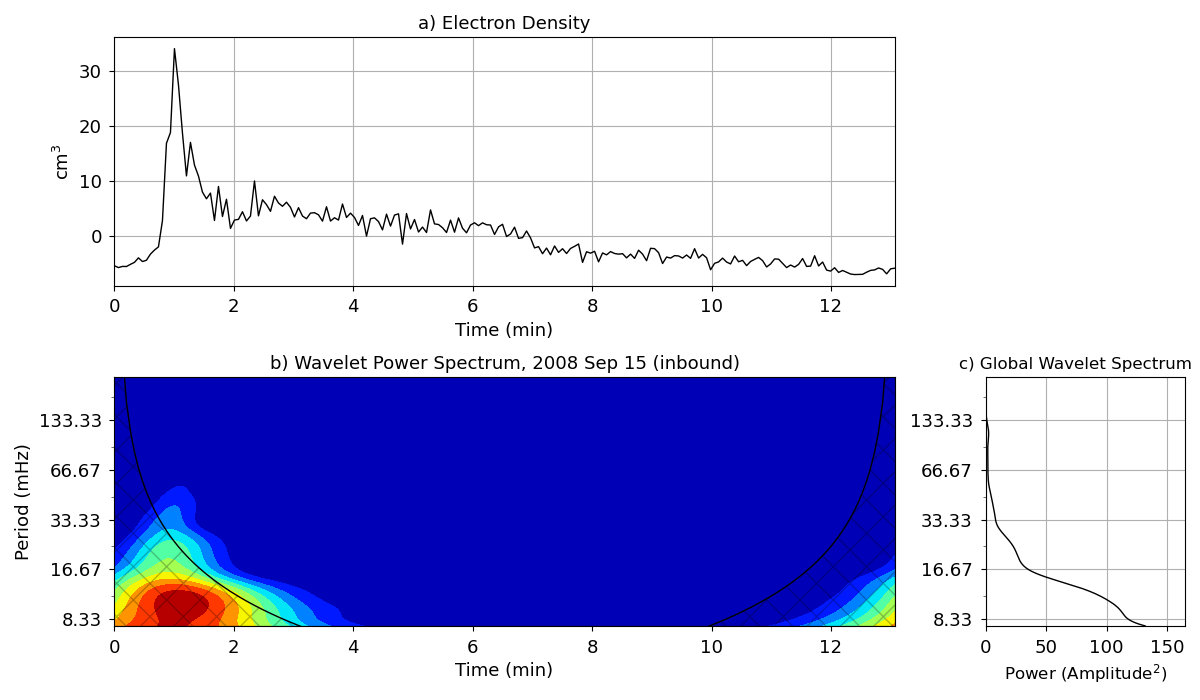 a) Electron Density
cm³
30
20
10
0
0 2 4 6 8 10 12
Time (min)
b) Wavelet Power Spectrum, 2008 Sep 15 (inbound)
Period (mHz)
133.33
66.67
33.33
16.67
8.33
0 2 4 6 8 10 12
Time (min)
c) Global Wavelet Spectrum
133.33
66.67
33.33
16.67
8.33
0 50 100 150
Power (Amplitude²)